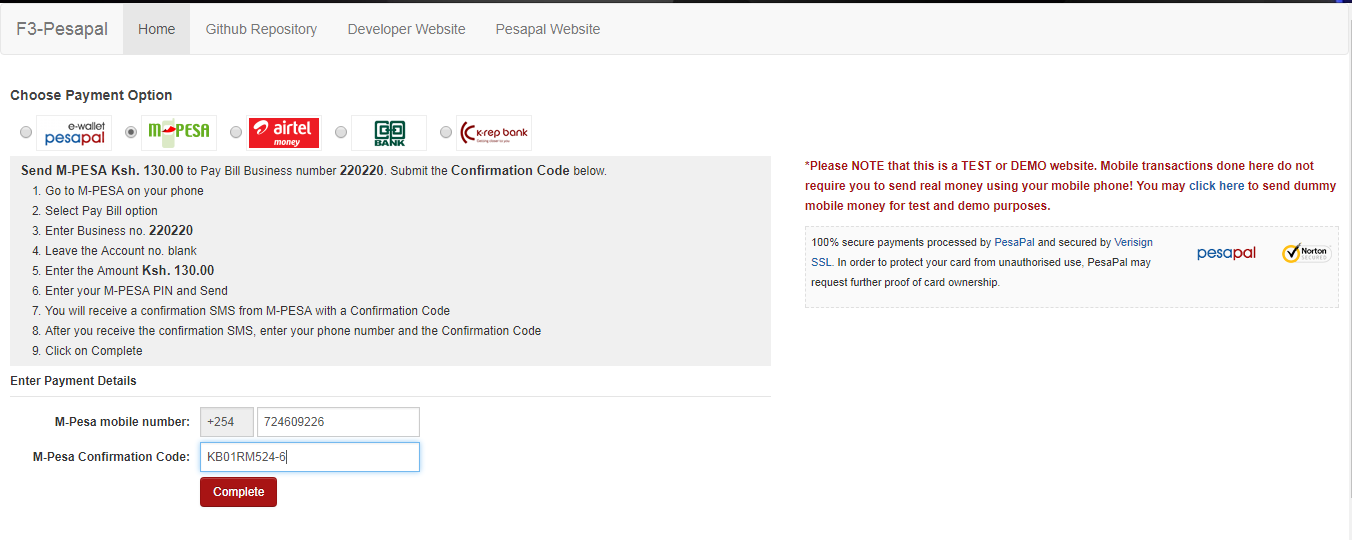 F3-Pesapal Home Github Repository Developer Website Pesapal Website
Choose Payment Option
e-wallet
pesapal
M-PESA
airtel
money
BANK
k-rep bank
Send M-PESA Ksh. 130.00 to Pay Bill Business number 220220. Submit the Confirmation Code below.
1. Go to M-PESA on your phone
2. Select Pay Bill option
3. Enter Business no. 220220
4. Leave the Account no. blank
5. Enter the Amount Ksh. 130.00
6. Enter your M-PESA PIN and Send
7. You will receive a confirmation SMS from M-PESA with a Confirmation Code
8. After you receive the confirmation SMS, enter your phone number and the Confirmation Code
9. Click on Complete
Enter Payment Details
M-Pesa mobile number: +254 724609226
M-Pesa Confirmation Code: KB01RM524-6
Complete
*Please NOTE that this is a TEST or DEMO website. Mobile transactions done here do not
require you to send real money using your mobile phone! You may click here to send dummy
mobile money for test and demo purposes.
100% secure payments processed by PesaPal and secured by Verisign
SSL. In order to protect your card from unauthorised use, PesaPal may
request further proof of card ownership.
pesapal
Norton
SECURED